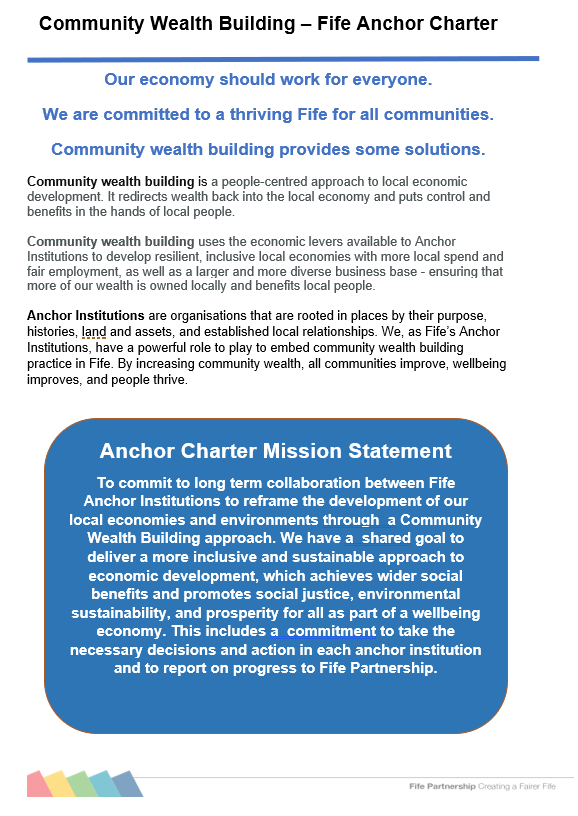 Community Wealth Building – Fife Anchor Charter
Our economy should work for everyone.
We are committed to a thriving Fife for all communities.
Community wealth building provides some solutions.
Community wealth building is a people-centred approach to local economic
development. It redirects wealth back into the local economy and puts control and
benefits in the hands of local people.
Community wealth building uses the economic levers available to Anchor
Institutions to develop resilient, inclusive local economies with more local spend and
fair employment, as well as a larger and more diverse business base - ensuring that
more of our wealth is owned locally and benefits local people.
Anchor Institutions are organisations that are rooted in places by their purpose,
histories, land and assets, and established local relationships. We, as Fife's Anchor
Institutions, have a powerful role to play to embed community wealth building
practice in Fife. By increasing community wealth, all communities improve, wellbeing
improves, and people thrive.
Anchor Charter Mission Statement
To commit to long term collaboration between Fife
Anchor Institutions to reframe the development of our
local economies and environments through  a Community
Wealth Building approach. We have a  shared goal to
deliver a more inclusive and sustainable approach to
economic development, which achieves wider social
benefits and promotes social justice, environmental
sustainability, and prosperity for all as part of a wellbeing
economy. This includes a  commitment to take the
necessary decisions and action in each anchor institution
and to report on progress to Fife Partnership.
Fife Partnership Creating a Fairer Fife